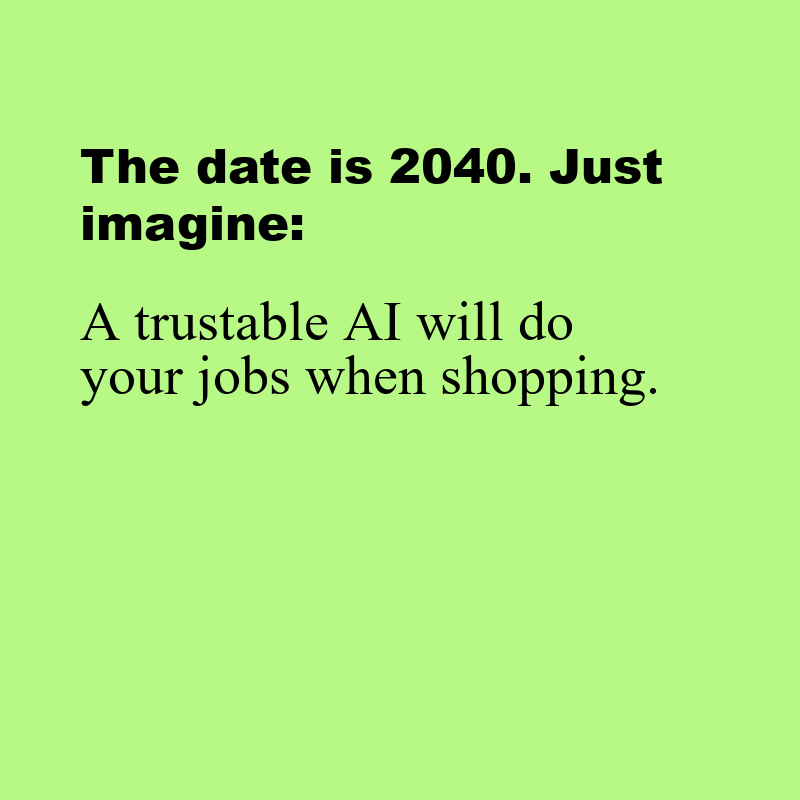 The date is 2040. Just
imagine:
A trustable AI will do
your jobs when shopping.